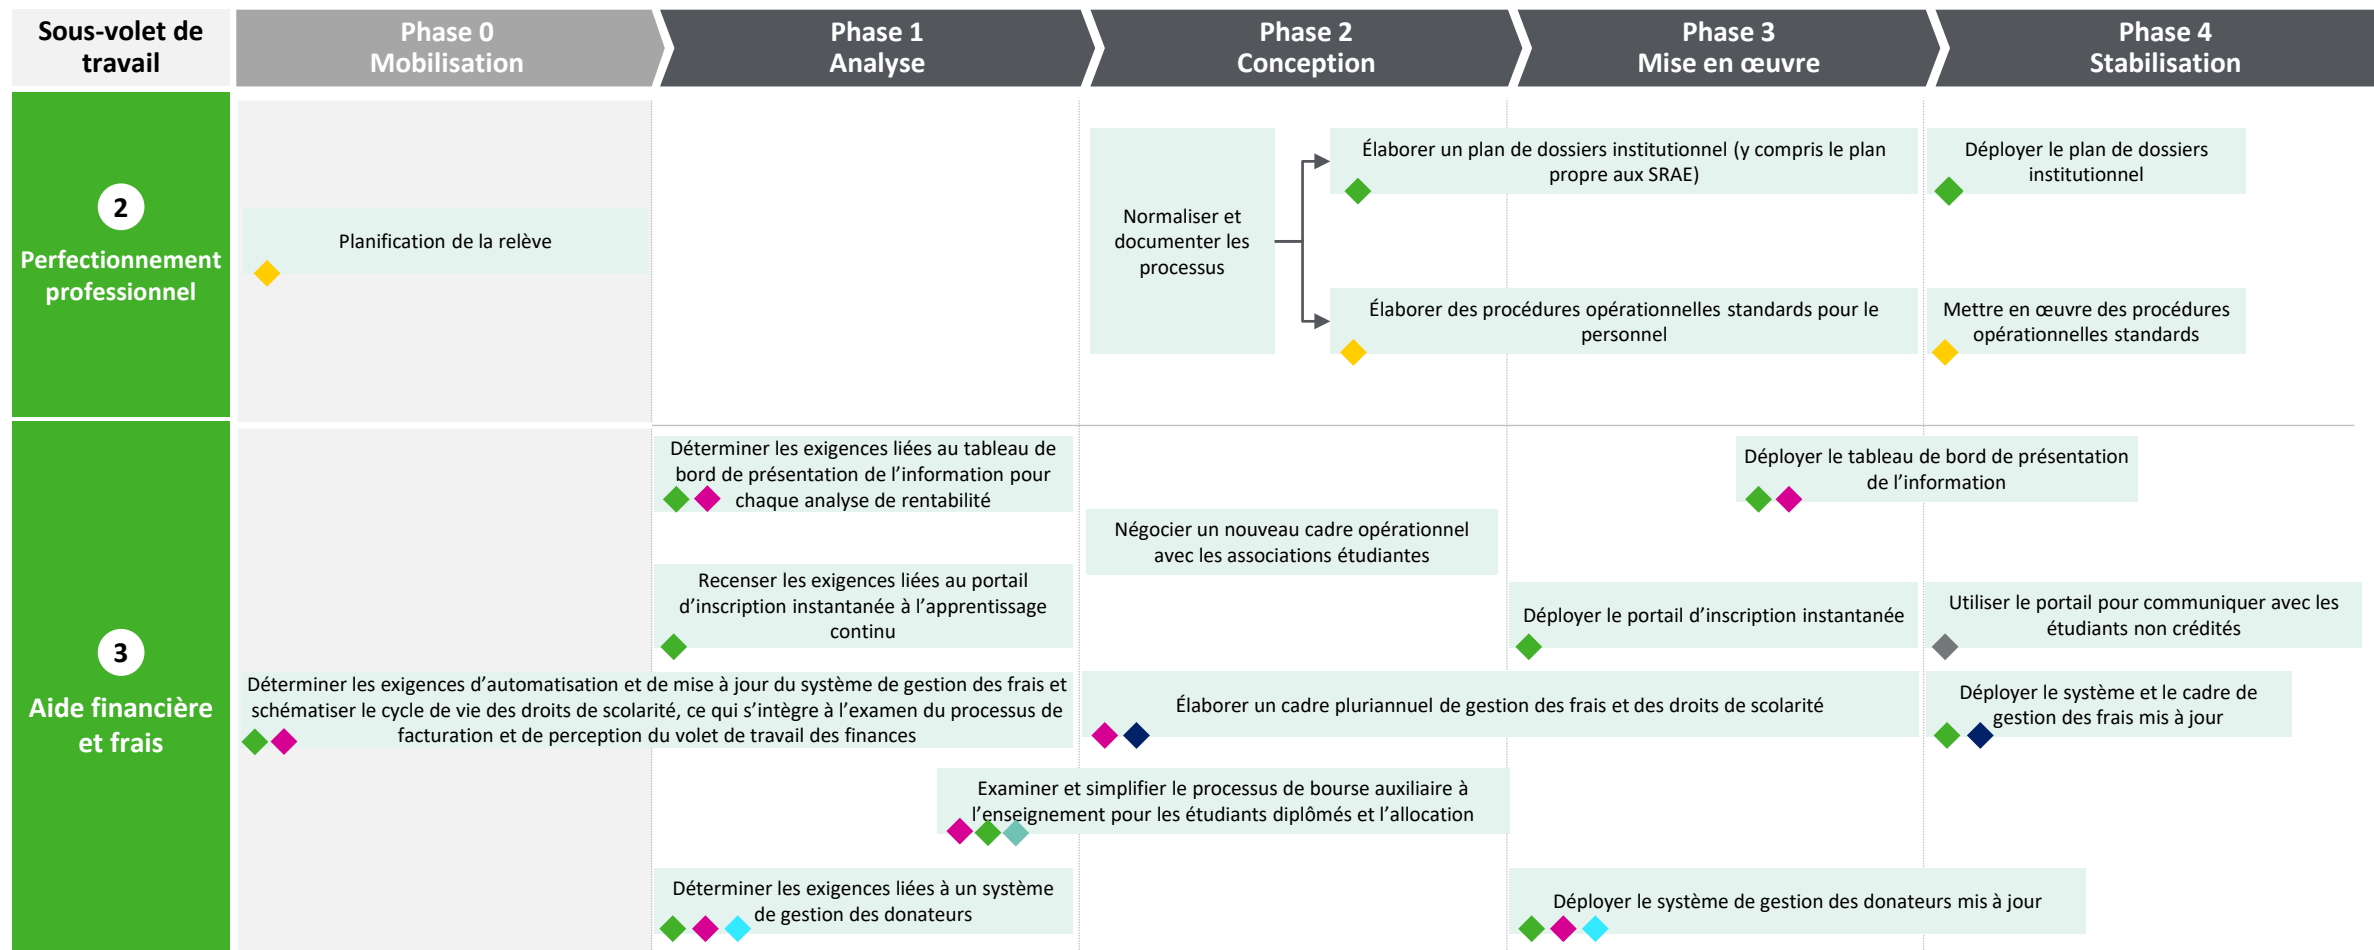 Sous-volet de
travail
Phase 0
Mobilisation
Phase 1
Analyse
Phase 2
Conception
Phase 3
Mise en œuvre
Phase 4
Stabilisation
2
Perfectionnement
professionnel
Planification de la relève
Normaliser et
documenter les
processus
Élaborer un plan de dossiers institutionnel (y compris le plan
propre aux SRAE)
Déployer le plan de dossiers
institutionnel
Élaborer des procédures opérationnelles standards pour le
personnel
Mettre en œuvre des procédures
opérationnelles standards
3
Aide financière
et frais
Déterminer les exigences liées au tableau de
bord de présentation de l’information pour
chaque analyse de rentabilité
Déployer le tableau de bord de présentation
de l’information
Négocier un nouveau cadre opérationnel
avec les associations étudiantes
Recenser les exigences liées au portail
d’inscription instantanée à l’apprentissage
continu
Déployer le portail d’inscription instantanée
Utiliser le portail pour communiquer avec les
étudiants non crédités
Déterminer les exigences d’automatisation et de mise à jour du système de gestion des frais et
schématiser le cycle de vie des droits de scolarité, ce qui s’intègre à l’examen du processus de
facturation et de perception du volet de travail des finances
Élaborer un cadre pluriannuel de gestion des frais et des droits de scolarité
Déployer le système et le cadre de
gestion des frais mis à jour
Examiner et simplifier le processus de bourse auxiliaire à
l’enseignement pour les étudiants diplômés et l’allocation
Déterminer les exigences liées à un système
de gestion des donateurs
Déployer le système de gestion des donateurs mis à jour